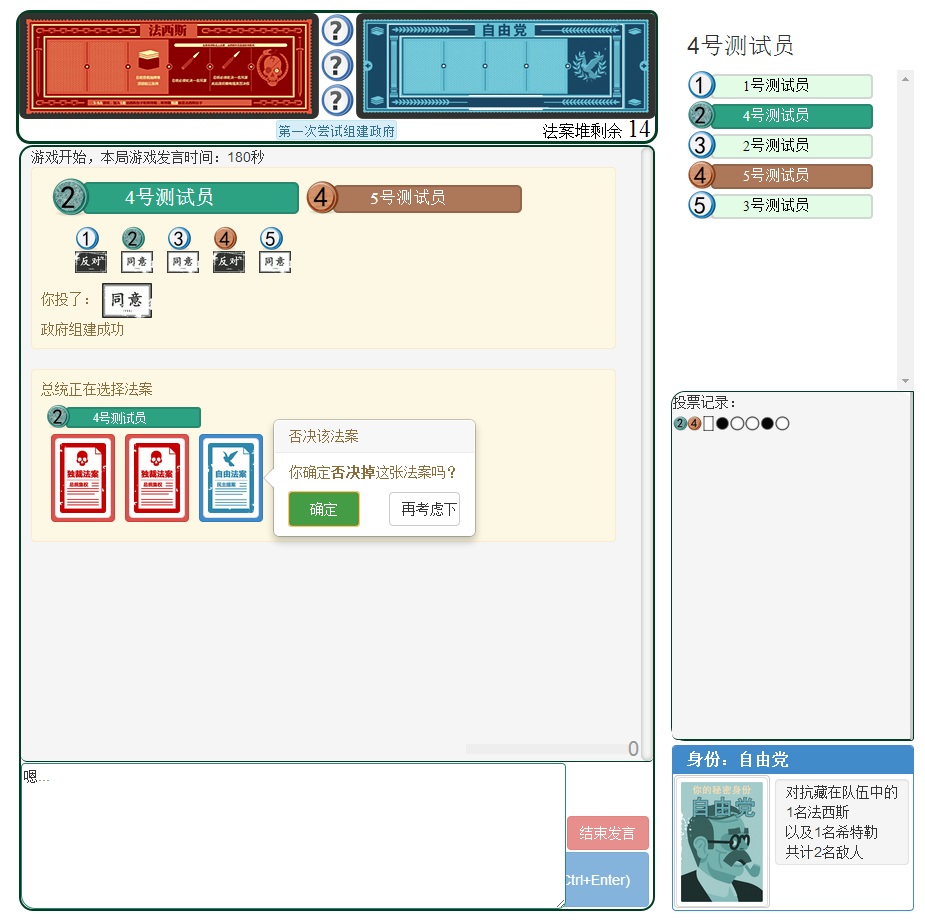 法西斯
自由党
?
?
?
第一次尝试组建政府
法案堆剩余 14
游戏开始，本局游戏发言时间：180秒
2 4号测试员 4 5号测试员
1 2 3 4 5
反对 同意 同意 反对 同意
你投了： 同意
政府组建成功
总统正在选择法案
2 4号测试员
独裁法案 独裁法案 自由法案
否决该法案
你确定否决掉这张法案吗？
确定 再考虑下
0
嗯...
结束发言
Ctrl+Enter)
4号测试员
1 1号测试员
2 4号测试员
3 2号测试员
4 5号测试员
5 3号测试员
投票记录：
2 4
身份：自由党
你的秘密身份
自由党
对抗藏在队伍中的
1名法西斯
以及1名希特勒
共计2名敌人